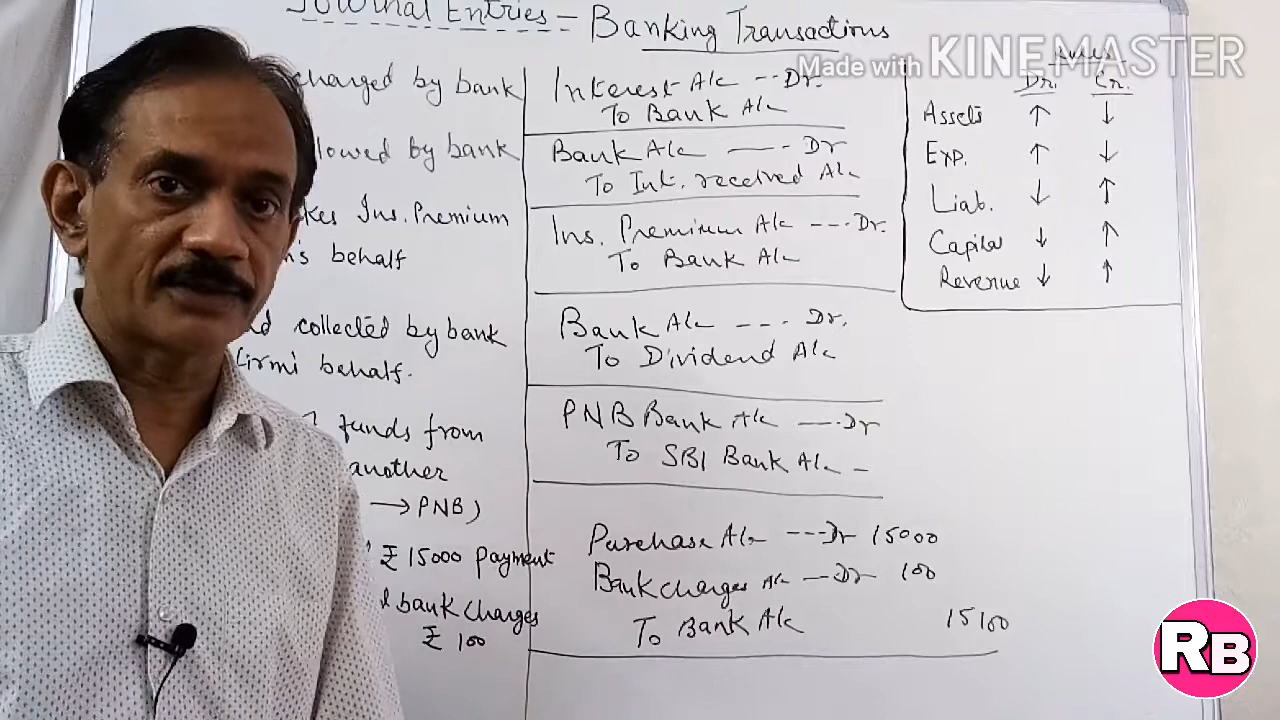 Journal Entries - Banking Transactions
Made with KINEMASTER
charged by bank
Interest A/c --- Dr.
To Bank A/c
lowed by bank
Bank A/c --- Dr
To Int. received A/c
kes Ins. Premium
behalf
Ins. Premium A/c --- Dr.
To Bank A/c
collected by bank
behalf.
Bank A/c --- Dr.
To Dividend A/c
funds from
another
→ PNB)
PNB Bank A/c --- Dr
To SBI Bank A/c -
₹ 15000 payment
bank charges
₹ 100
Purchase A/c --- Dr 15000
Bank charges A/c - Dr 100
To Bank A/c 15100
Rules
Dr. Cr.
Assets ↑ ↓
Exp. ↑ ↓
Liab. ↓ ↑
Capital ↓ ↑
Revenue ↓ ↑
RB